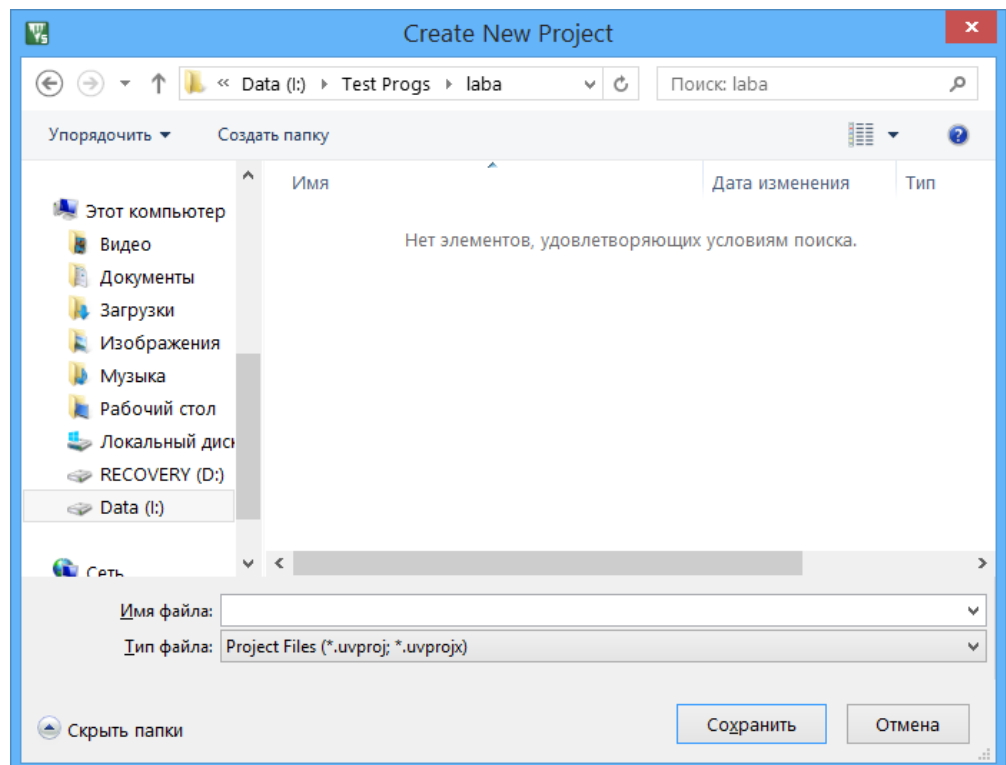 Create New Project
« Data (I:) Test Progs laba
Поиск: laba
Упорядочить
Создать папку
Имя
Дата изменения
Тип
Нет элементов, удовлетворяющих условиям поиска.
Этот компьютер
Видео
Документы
Загрузки
Изображения
Музыка
Рабочий стол
Локальный диск
RECOVERY (D:)
Data (I:)
Сеть
Имя файла:
Тип файла: Project Files (*.uvproj; *.uvprojx)
Скрыть папки
Сохранить
Отмена